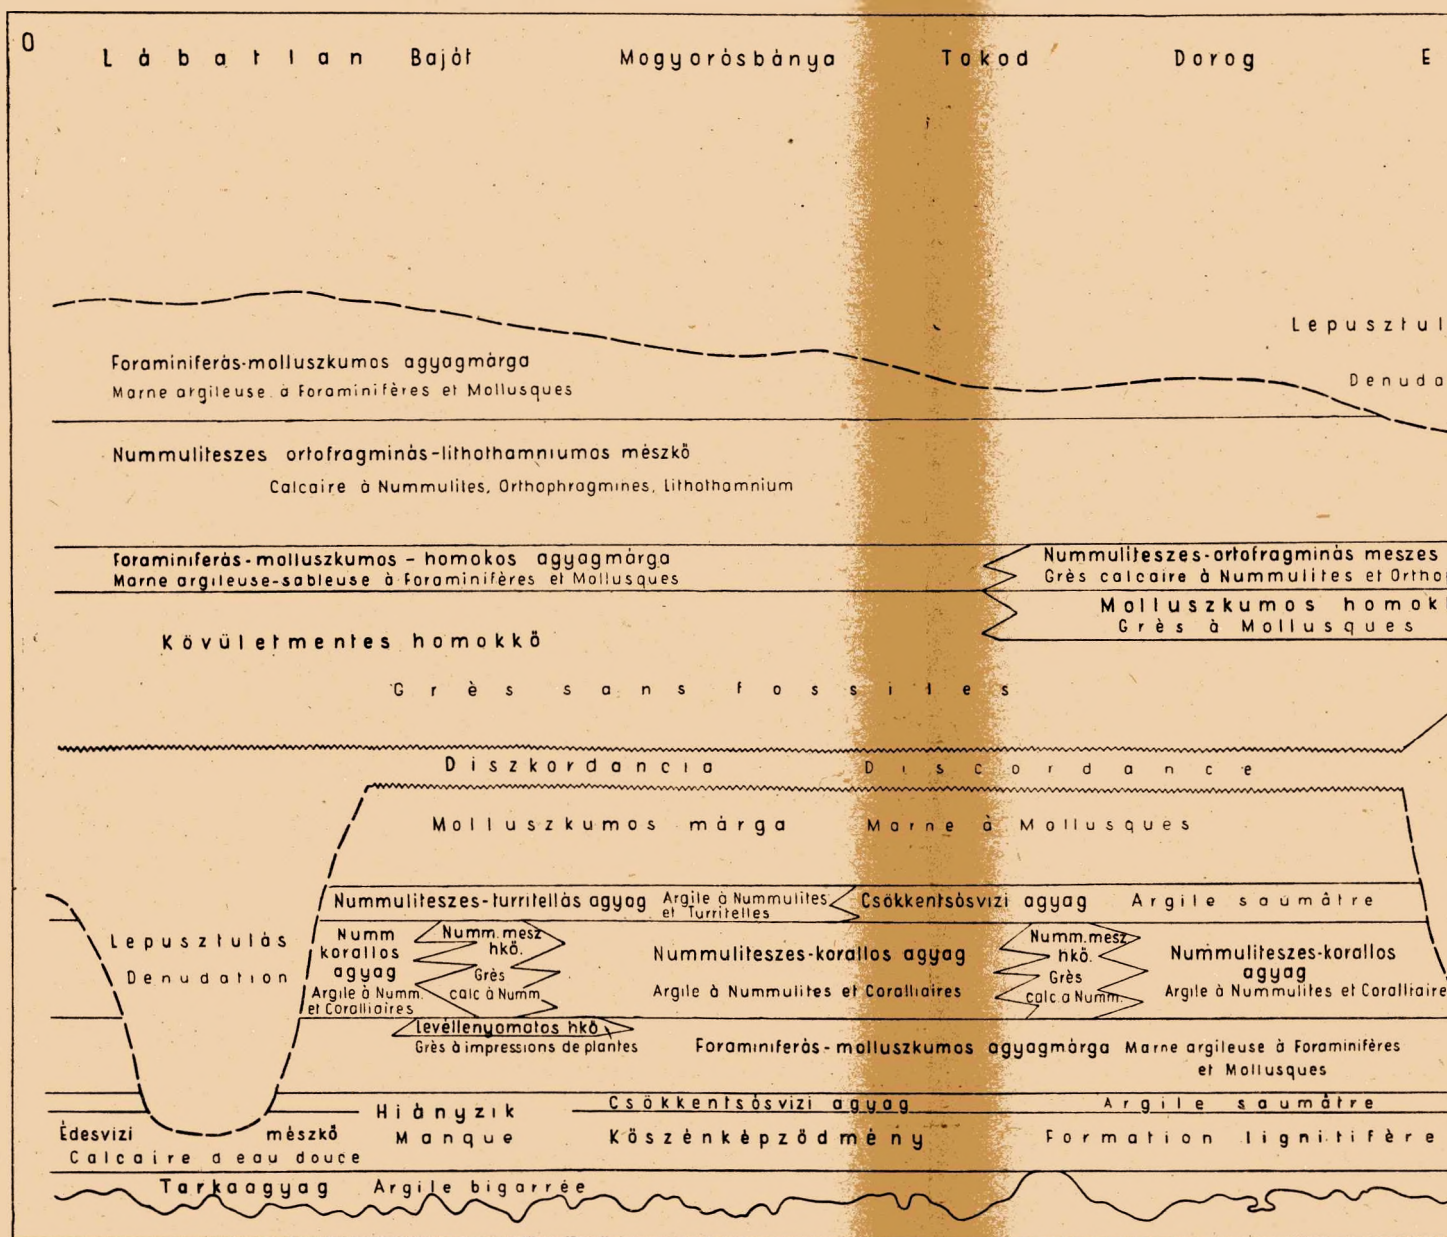 O
Lábatlan Bajót Mogyorósbánya Tokod Dorog E
Lepusztul
Foraminiferás-molluszkumos agyagmárga
Marne argileuse à Foraminifères et Mollusques
Denuda
Nummuliteszes ortofragminás-lithothamniumos mészkő
Calcaire à Nummulites, Orthophragmines, Lithothamnium
Foraminiferás-molluszkumos – homokos agyagmárga
Marne argileuse-sableuse à Foraminifères et Mollusques
Nummuliteszes-ortofragminás meszes
Grès calcaire à Nummulites et Ortho
Molluszkumos homok
Grès à Mollusques
Kövületmentes homokkő
Grès sans fossiles
Diszkordancia Discordance
Molluszkumos márga Marne à Mollusques
Nummuliteszes-turritellás agyag
Argile à Nummulites
et Turritelles
Csökkentsósvizi agyag Argile saumâtre
Lepusztulás
Denudation
Numm
korallos
agyag
Argile à Numm.
et Coralliaires
Numm. mesz
hkő.
Grès
calc à Numm.
Nummuliteszes-korallos agyag
Argile à Nummulites et Coralliaires
Numm. mesz
hkő.
Grès
calc à Numm.
Nummuliteszes-korallos
agyag
Argile à Nummulites et Coralliaire
Levéllenyomatos hkő
Grès à impressions de plantes
Foraminiferás-molluszkumos agyagmárga Marne argileuse à Foraminifères
et Mollusques
Hiányzik
Manque
Csökkentsósvizi agyag Argile saumâtre
Édesvizi mészkő
Calcaire a eau douce
Köszénképződmény Formation lignitifère
Tarkaagyag Argile bigarrée